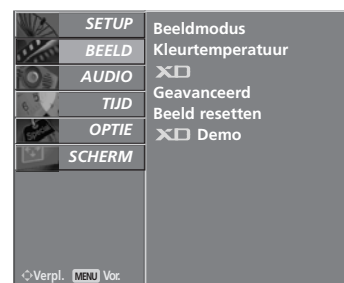 SETUP
BEELD
AUDIO
TIJD
OPTIE
SCHERM
Verpl. MENU Vor.
Beeldmodus
Kleurtemperatuur
XD
Geavanceerd
Beeld resetten
XD Demo